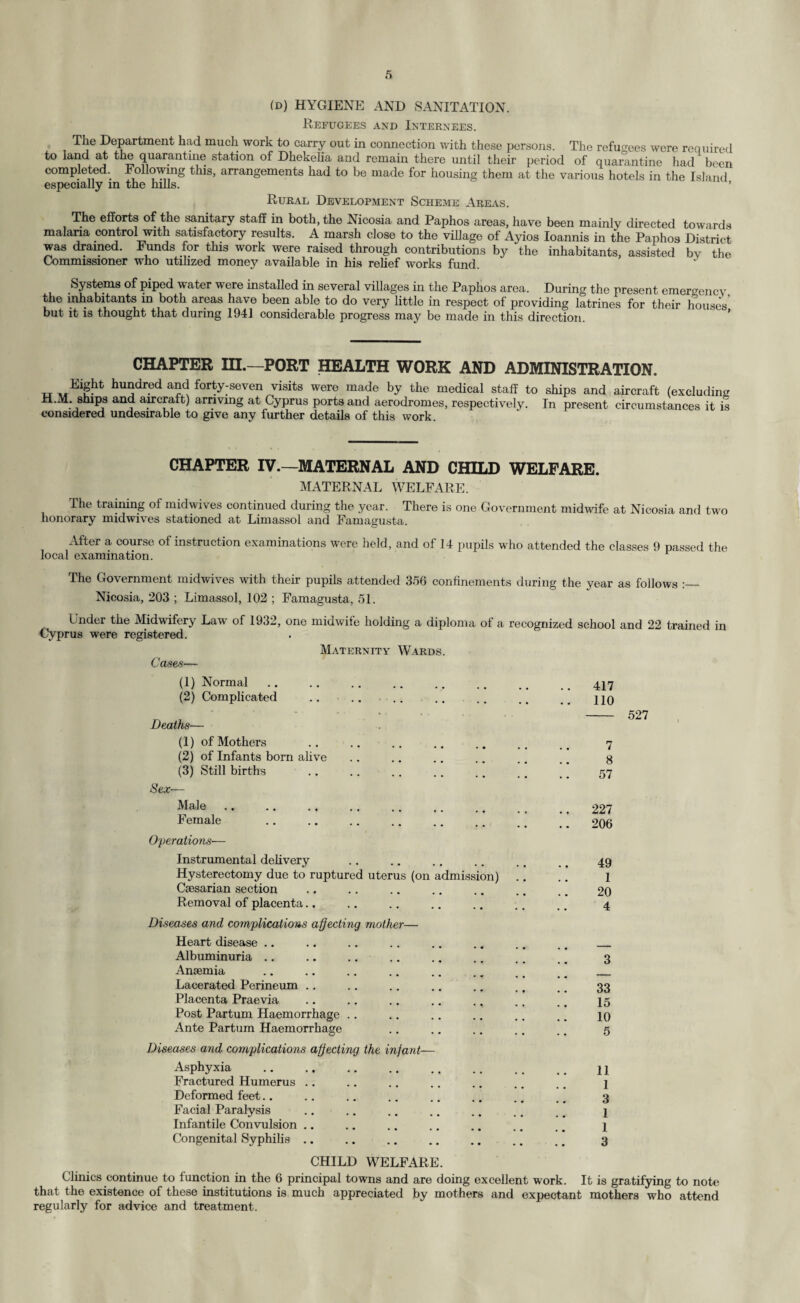 5
(D) HYGIENE AND SANITATION.
REFUGEES AND INTERNEES.
The Department had much work to carry out in connection with these persons. The refugees were required
to land at the quarantine station of Dhekelia and remain there until their period of quarantine had been
completed. Following this, arrangements had to be made for housing them at the various hotels in the Island,
especially in the hills.
RURAL DEVELOPMENT SCHEME AREAS.
The efforts of the sanitary staff in both, the Nicosia and Paphos areas, have been mainly directed towards
malaria control with satisfactory results. A marsh close to the village of Ayios Ioannis in the Paphos District
was drained. Funds for this work were raised through contributions by the inhabitants, assisted by the
Commissioner who utilized money available in his relief works fund.
Systems of piped water were installed in several villages in the Paphos area. During the present emergency,
the inhabitants in both areas have been able to do very little in respect of providing latrines for their houses,
but it is thought that during 1941 considerable progress may be made in this direction.
CHAPTER III.—PORT HEALTH WORK AND ADMINISTRATION.
Eight hundred and forty-seven visits were made by the medical staff to ships and aircraft (excluding
H.M. ships and aircraft) arriving at Cyprus ports and aerodromes, respectively. In present circumstances it is
considered undesirable to give any further details of this work.
CHAPTER IV.—MATERNAL AND CHILD WELFARE.
MATERNAL WELFARE.
The training of midwives continued during the year. There is one Government midwife at Nicosia and two
honorary midwives stationed at Limassol and Famagusta.
After a course of instruction examinations were held, and of 14 pupils who attended the classes 9 passed the
local examination.
The Government midwives with their pupils attended 356 confinements during the year as follows :—
Nicosia, 203 ; Limassol, 102 ; Famagusta, 51.
Under the Midwifery Law of 1932, one midwife holding a diploma of a recognized school and 22 trained in
Cyprus were registered.
MATERNITY WARDS.
Cases—
(1) Normal .. .. .. .. .. .. .. .. 417
(2) Complicated .. .. .. .. .. .. .. 110
—— 527
Deaths—
(1) of Mothers .. .. .. .. .. .. .. 7
(2) of Infants born alive .. .. .. .. .. .. 8
(3) Still births .. .. .. .. .. .. .. 57
Sex—
Male .. .. .. .. .. .. .. .. .. 227
Female .. .. .. .. .. .. .. .. 206
Operations—
Instrumental delivery .. .. .. .. .. .. 49
Hysterectomy due to ruptured uterus (on admission) .. .. 1
Cæsarian section .. .. .. .. .. .. .. 20
Removal of placenta.. .. .. .. .. .. .. 4
Diseases and complications affecting mother—
Heart disease .. .. .. .. .. .. .. .. —
Albuminuria .. .. .. .. .. .. .. .. 3
Anæmia .. .. .. .. .. .. .. .. —
Lacerated Perineum .. .. .. .. .. .. .. 33
Placenta Praevia .. .. .. .. .. .. .. 15
Post Partum Haemorrhage .. .. .. .. .. .. 10
Ante Partum Haemorrhage .. .. .. .. .. 5
Diseases and complications affecting the infant—
Asphyxia .. .. .. .. .. .. .. .. 11
Fractured Humerus .. .. .. .. .. .. .. 1
Deformed feet.. .. .. .. .. .. .. .. 3
Facial Paralysis .. .. .. .. .. .. .. 1
Infantile Convulsion .. .. .. .. .. .. .. 1
Congenital Syphilis .. .. .. .. .. .. .. 3
CHILD WELFARE.
Clinics continue to function in the 6 principal towns and are doing excellent work. It is gratifying to note
that the existence of these institutions is much appreciated by mothers and expectant mothers who attend
regularly for advice and treatment.